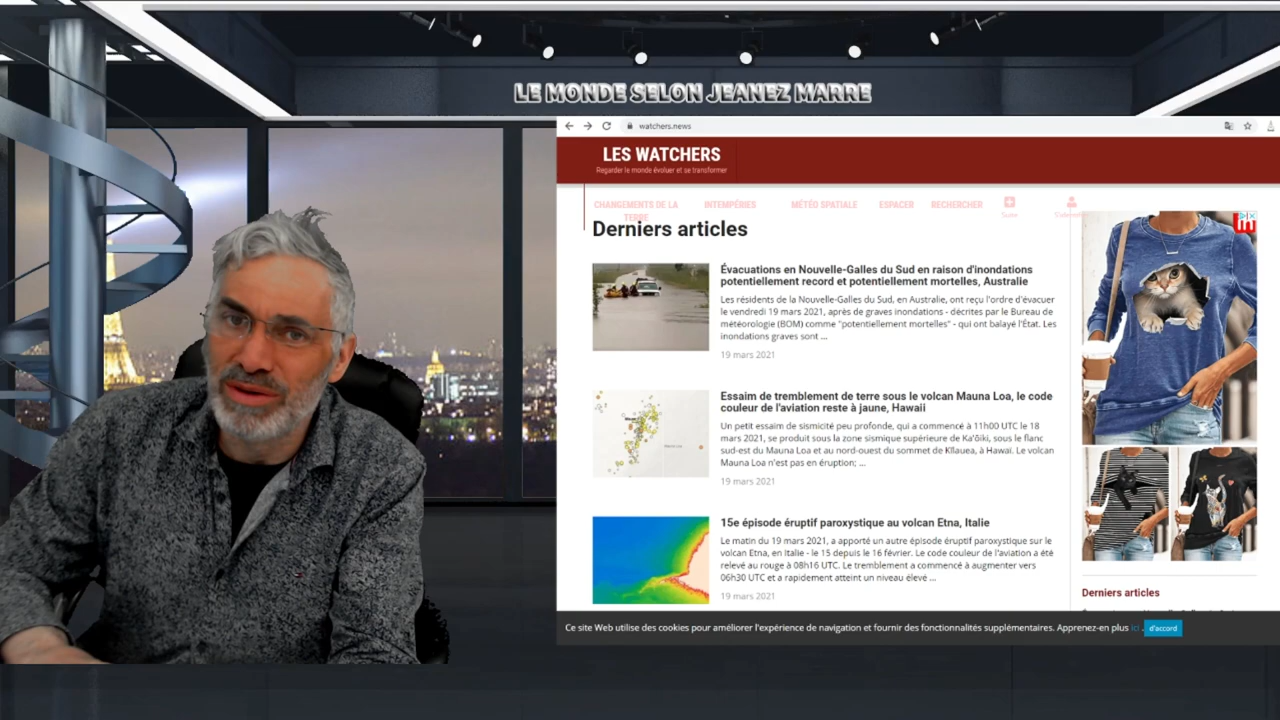 LE MONDE SELON JEANEZ MARRE
watchers.news
LES WATCHERS
Regarder le monde évoluer et se transformer
CHANGEMENTS DE LA
TERRE
INTEMPÉRIES
MÉTÉO SPATIALE
ESPACER
RECHERCHER
Derniers articles
Évacuations en Nouvelle-Galles du Sud en raison d'inondations
potentiellement record et potentiellement mortelles, Australie
Les résidents de la Nouvelle-Galles du Sud, en Australie, ont reçu l'ordre d'évacuer
le vendredi 19 mars 2021, après de graves inondations - décrites par le Bureau de
météorologie (BOM) comme "potentiellement mortelles" - qui ont balayé l'État. Les
inondations graves sont ...
19 mars 2021
Essaim de tremblement de terre sous le volcan Mauna Loa, le code
couleur de l'aviation reste à jaune, Hawaii
Un petit essaim de sismicité peu profonde, qui a commencé à 11h00 UTC le 18
mars 2021, se produit sous la zone sismique supérieure de Ka'ōiki, sous le flanc
sud-est du Mauna Loa et au nord-ouest du sommet de Kīlauea, à Hawaï. Le volcan
Mauna Loa n'est pas en éruption; ...
19 mars 2021
15e épisode éruptif paroxystique au volcan Etna, Italie
Le matin du 19 mars 2021, a apporté un autre épisode éruptif paroxystique sur le
volcan Etna, en Italie - le 15 depuis le 16 février. Le code couleur de l'aviation a été
relevé au rouge à 08h16 UTC. Le tremblement a commencé à augmenter vers
06h30 UTC et a rapidement atteint un niveau élevé ...
19 mars 2021
Derniers articles
Ce site Web utilise des cookies pour améliorer l'expérience de navigation et fournir des fonctionnalités supplémentaires. Apprenez-en plus ici . d'accord